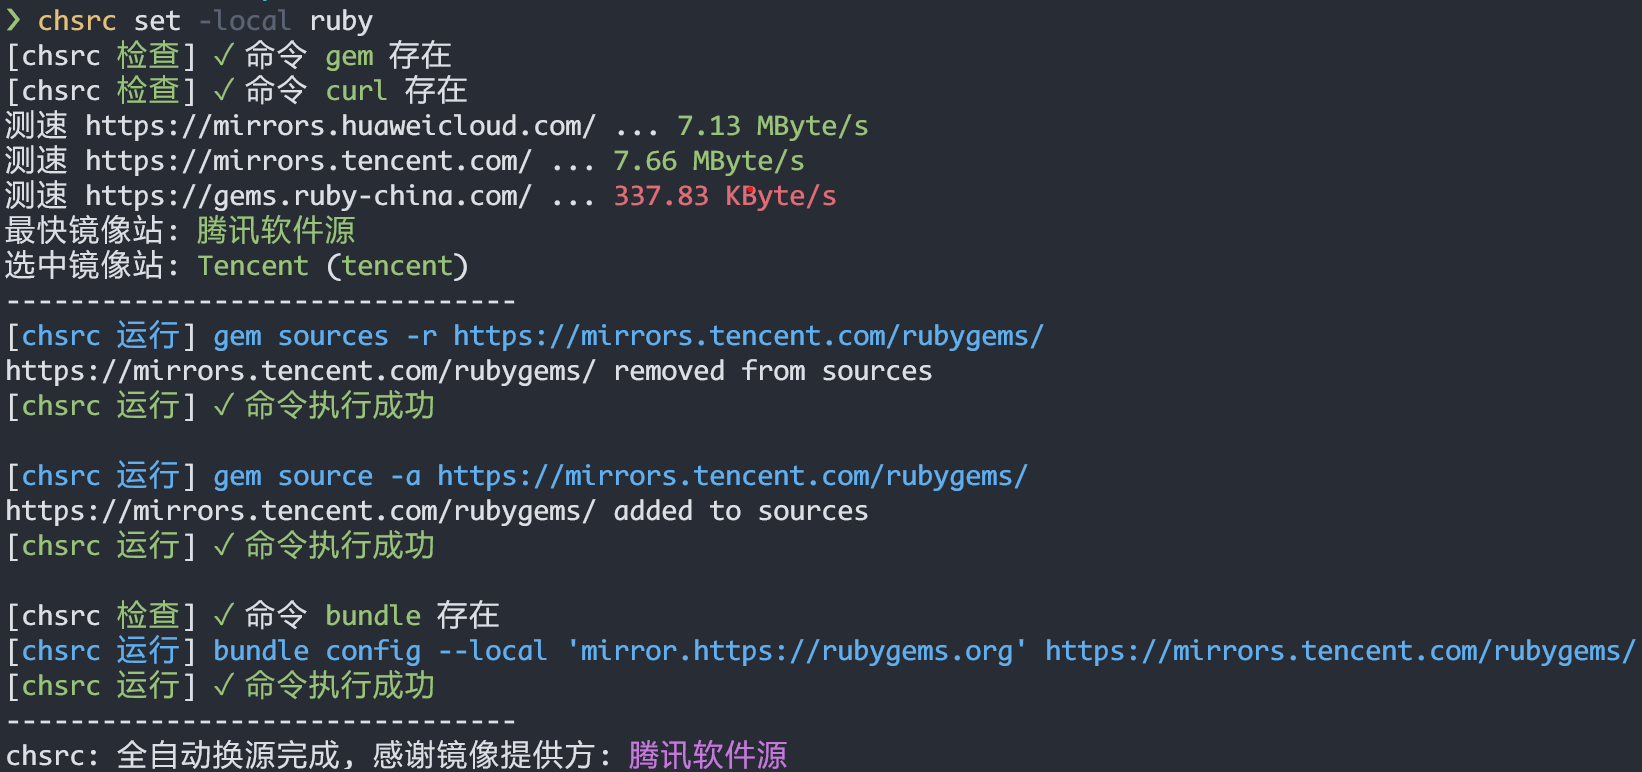 ❯ chsrc set -local ruby
[chsrc 检查] ✓ 命令 gem 存在
[chsrc 检查] ✓ 命令 curl 存在
测速 https://mirrors.huaweicloud.com/ ... 7.13 MByte/s
测速 https://mirrors.tencent.com/ ... 7.66 MByte/s
测速 https://gems.ruby-china.com/ ... 337.83 KByte/s
最快镜像站: 腾讯软件源
选中镜像站: Tencent (tencent)
--------------------------------
[chsrc 运行] gem sources -r https://mirrors.tencent.com/rubygems/
https://mirrors.tencent.com/rubygems/ removed from sources
[chsrc 运行] ✓ 命令执行成功
[chsrc 运行] gem source -a https://mirrors.tencent.com/rubygems/
https://mirrors.tencent.com/rubygems/ added to sources
[chsrc 运行] ✓ 命令执行成功
[chsrc 检查] ✓ 命令 bundle 存在
[chsrc 运行] bundle config --local 'mirror.https://rubygems.org' https://mirrors.tencent.com/rubygems/
[chsrc 运行] ✓ 命令执行成功
--------------------------------
chsrc: 全自动换源完成, 感谢镜像提供方: 腾讯软件源